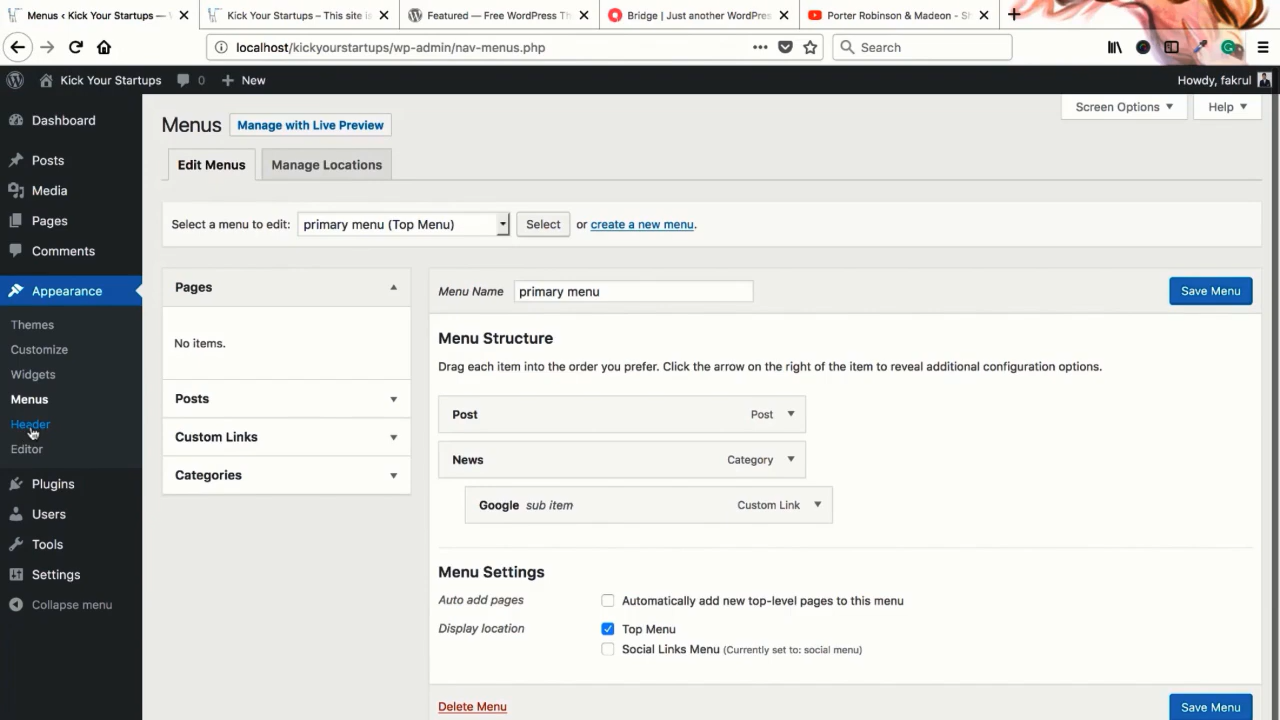 Menus ‹ Kick Your Startups —
Kick Your Startups – This site is
Featured — Free WordPress Th
Bridge | Just another WordPres
Porter Robinson & Madeon - Sh
localhost/kickyourstartups/wp-admin/nav-menus.php
Search
Kick Your Startups
0
New
Howdy, fakrul
Screen Options
Help
Dashboard
Posts
Media
Pages
Comments
Appearance
Themes
Customize
Widgets
Menus
Header
Editor
Plugins
Users
Tools
Settings
Collapse menu
Menus
Manage with Live Preview
Edit Menus
Manage Locations
Select a menu to edit:
primary menu (Top Menu)
Select
or create a new menu.
Pages
No items.
Posts
Custom Links
Categories
Menu Name
primary menu
Save Menu
Menu Structure
Drag each item into the order you prefer. Click the arrow on the right of the item to reveal additional configuration options.
Post
Post
News
Category
Google sub item
Custom Link
Menu Settings
Auto add pages
Automatically add new top-level pages to this menu
Display location
Top Menu
Social Links Menu (Currently set to: social menu)
Delete Menu
Save Menu